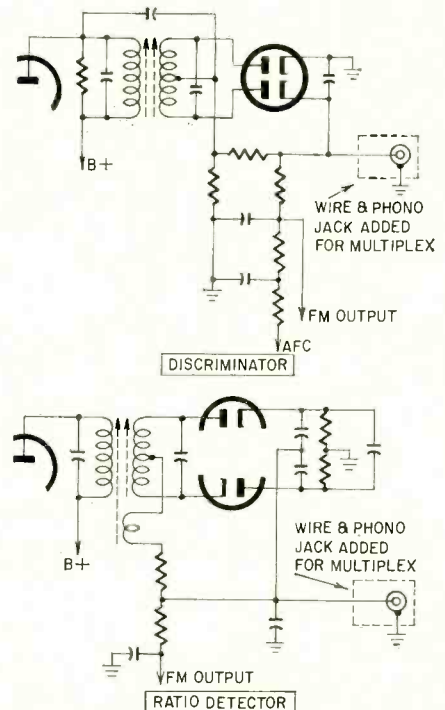 B+
WIRE & PHONO
JACK ADDED
FOR MULTIPLEX
FM OUTPUT
AFC
DISCRIMINATOR
B+
WIRE & PHONO
JACK ADDED
FOR MULTIPLEX
FM OUTPUT
RATIO DETECTOR